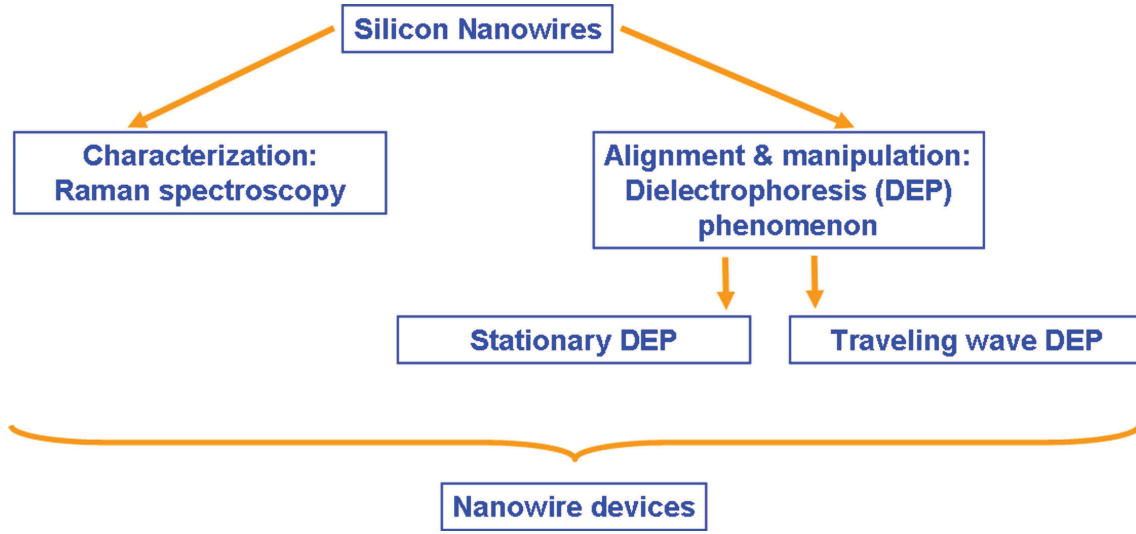 Silicon Nanowires
Characterization:
Raman spectroscopy
Alignment & manipulation:
Dielectrophoresis (DEP)
phenomenon
Stationary DEP
Traveling wave DEP
Nanowire devices